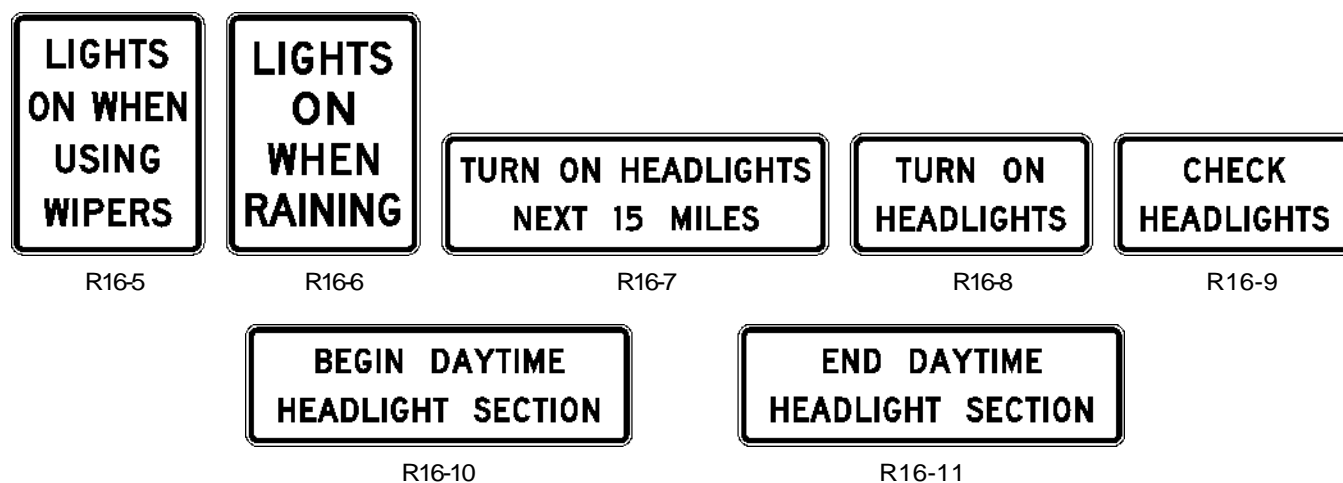 LIGHTS
ON WHEN
USING
WIPERS
R16-5
LIGHTS
ON
WHEN
RAINING
R16-6
TURN ON HEADLIGHTS
NEXT 15 MILES
R16-7
TURN ON
HEADLIGHTS
R16-8
CHECK
HEADLIGHTS
R16-9
BEGIN DAYTIME
HEADLIGHT SECTION
R16-10
END DAYTIME
HEADLIGHT SECTION
R16-11